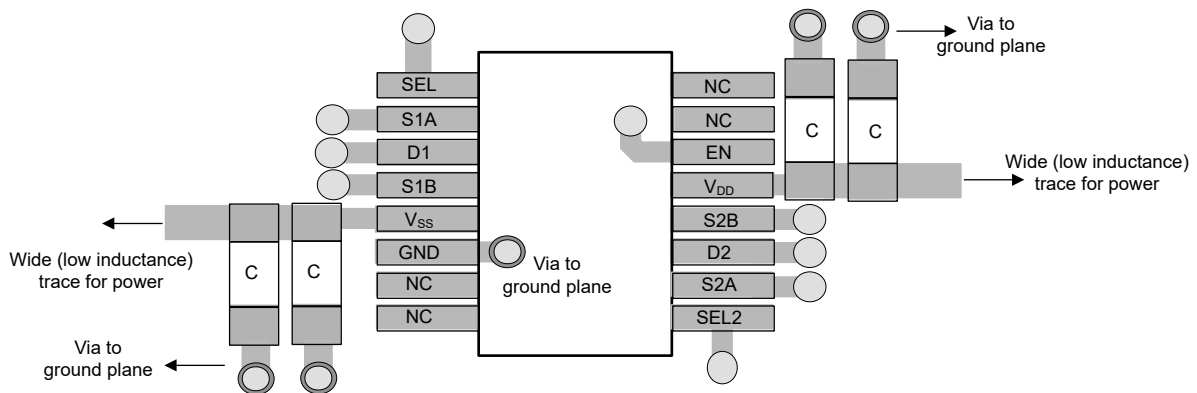 Via to
ground plane
SEL
NC
S1A
NC
C
C
D1
EN
Wide (low inductance)
trace for power
S1B
VDD
VSS
S2B
Wide (low inductance)
trace for power
C
C
GND
Via to
ground plane
D2
NC
S2A
NC
SEL2
Via to
ground plane